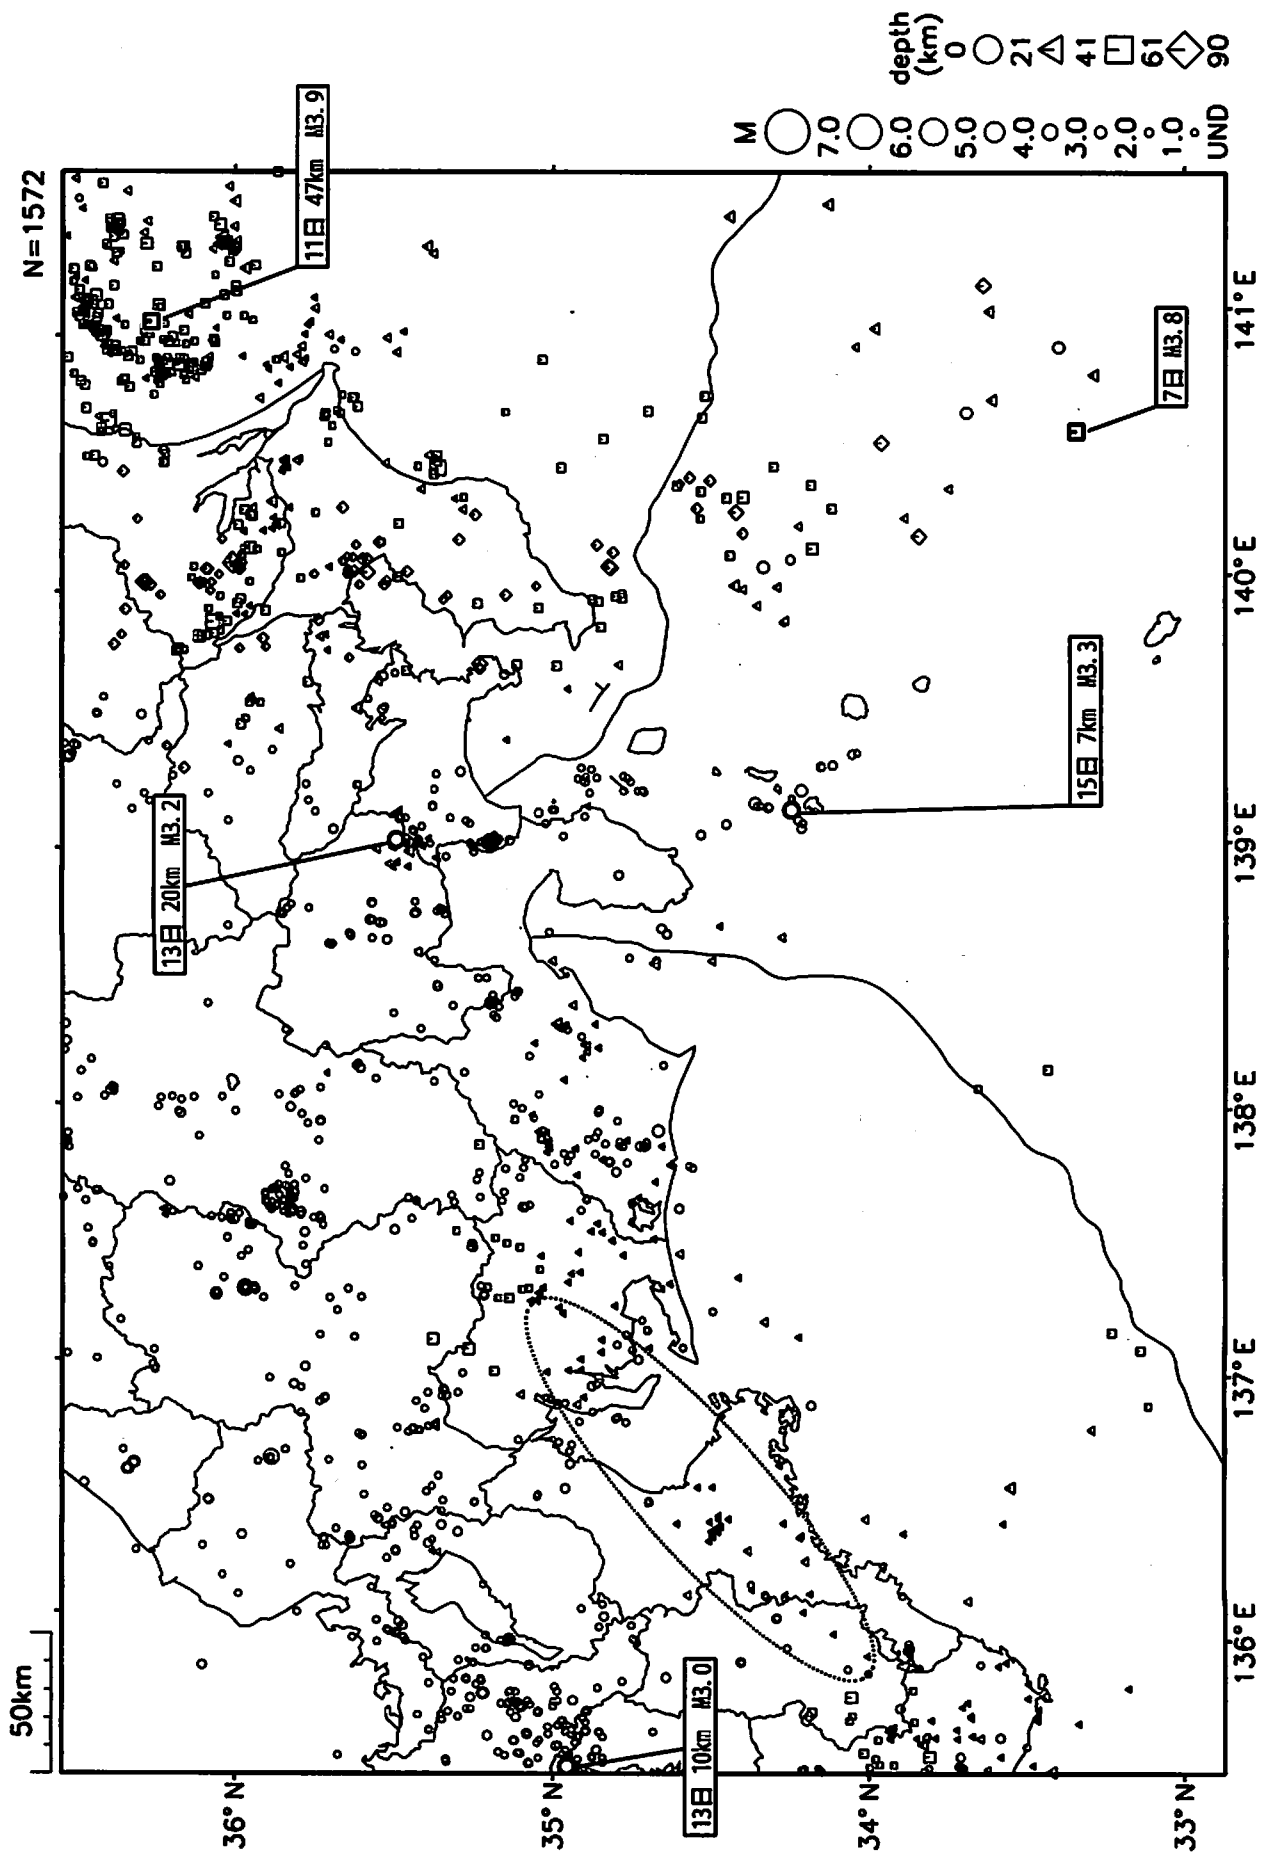 N=1572
50km
11日 47km M3.9
13日 20km M3.2
7日 M3.8
15日 7km M3.3
13日 10km M3.0
36°N
35°N
34°N
33°N
136°E
137°E
138°E
139°E
140°E
141°E
M
7.0
6.0
5.0
4.0
3.0
2.0
1.0
UND
depth
(km)
0
21
41
61
90